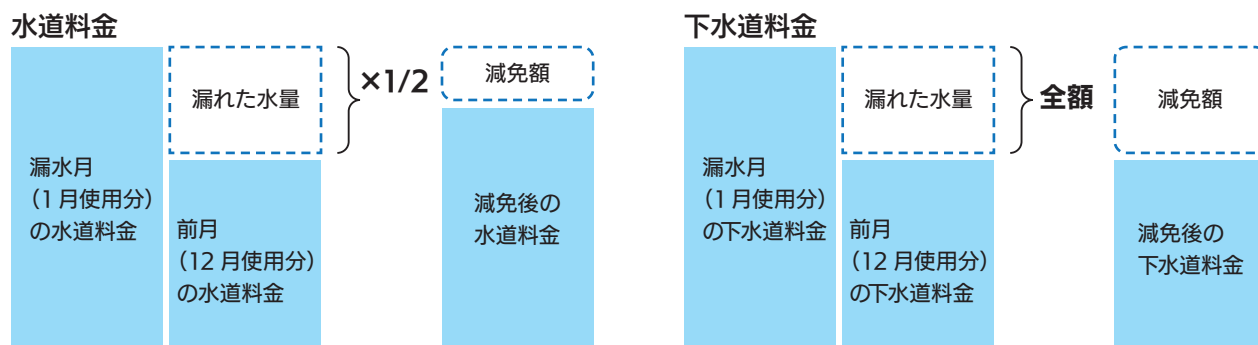 水道料金
漏水月
（1月使用分）
の水道料金
漏れた水量
前月
（12月使用分）
の水道料金
×1/2
減免額
減免後の
水道料金
下水道料金
漏水月
（1月使用分）
の下水道料金
漏れた水量
前月
（12月使用分）
の下水道料金
全額
減免額
減免後の
下水道料金